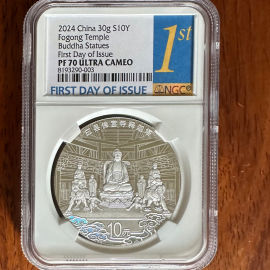 2024 China 30g S10Y
Fogong Temple
Buddha Statues
First Day of Issue
PF 70 ULTRA CAMEO
8193290-003
1st
FIRST DAY OF ISSUE
NGC
10元